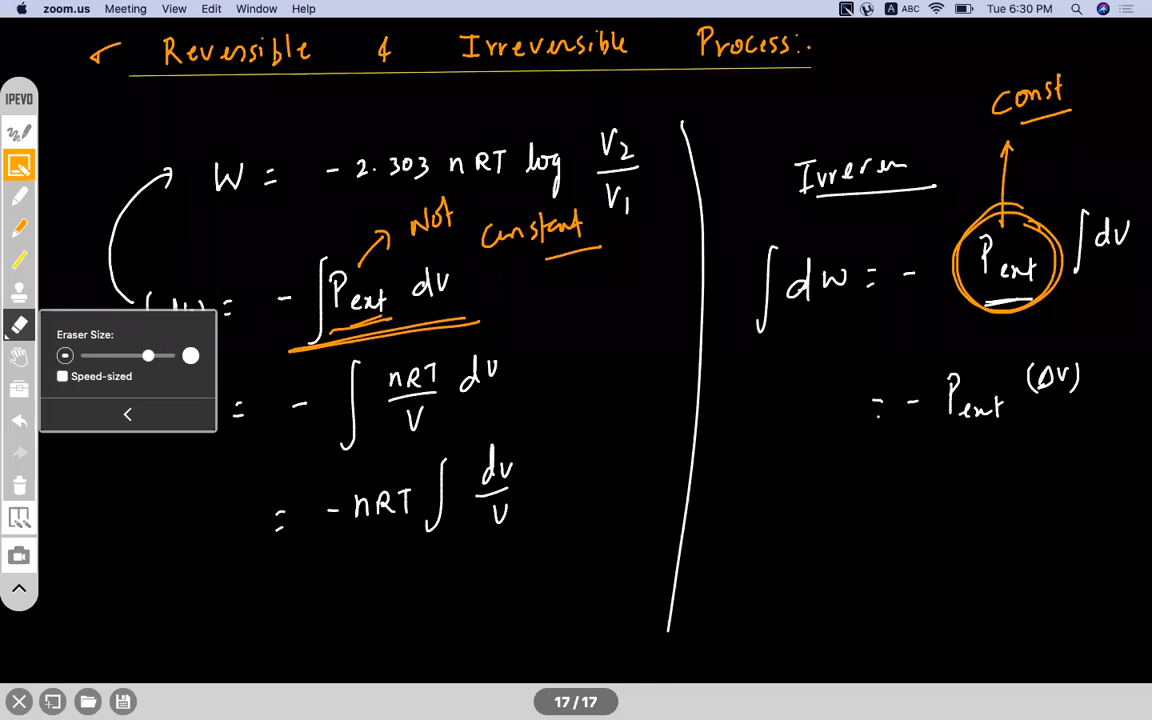 zoom.us Meeting View Edit Window Help A ABC Tue 6:30 PM
Reversible & Irreversible Process:.
IPEVO
W = - 2.303 nRT log V2/V1
Not constant
= - ∫ Pext dv
Eraser Size:
Speed-sized
= - ∫ nRT/V dv
= - nRT ∫ dv/V
Const
∫ dw = - Pext ∫ dv
= - Pext (ΔV)
17 / 17